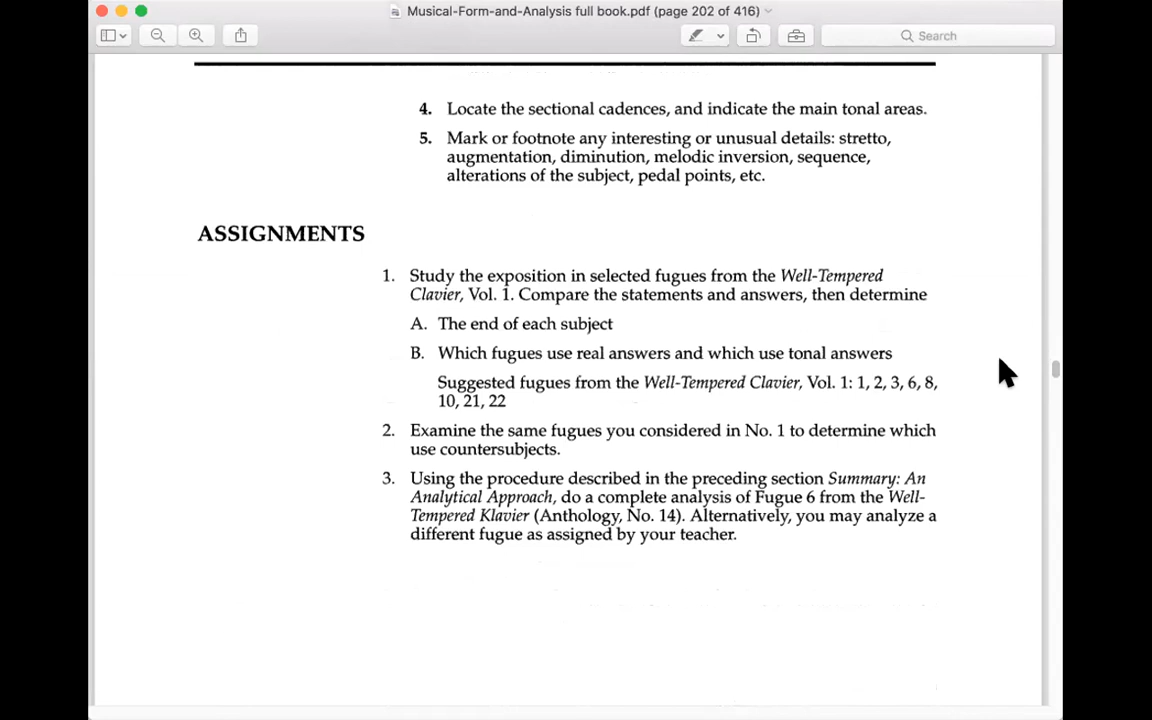 Musical-Form-and-Analysis full book.pdf (page 202 of 416)
Search
4. Locate the sectional cadences, and indicate the main tonal areas.
5. Mark or footnote any interesting or unusual details: stretto,
augmentation, diminution, melodic inversion, sequence,
alterations of the subject, pedal points, etc.
ASSIGNMENTS
1. Study the exposition in selected fugues from the Well-Tempered
Clavier, Vol. 1. Compare the statements and answers, then determine
A. The end of each subject
B. Which fugues use real answers and which use tonal answers
Suggested fugues from the Well-Tempered Clavier, Vol. 1: 1, 2, 3, 6, 8,
10, 21, 22
2. Examine the same fugues you considered in No. 1 to determine which
use countersubjects.
3. Using the procedure described in the preceding section Summary: An
Analytical Approach, do a complete analysis of Fugue 6 from the Well-
Tempered Klavier (Anthology, No. 14). Alternatively, you may analyze a
different fugue as assigned by your teacher.